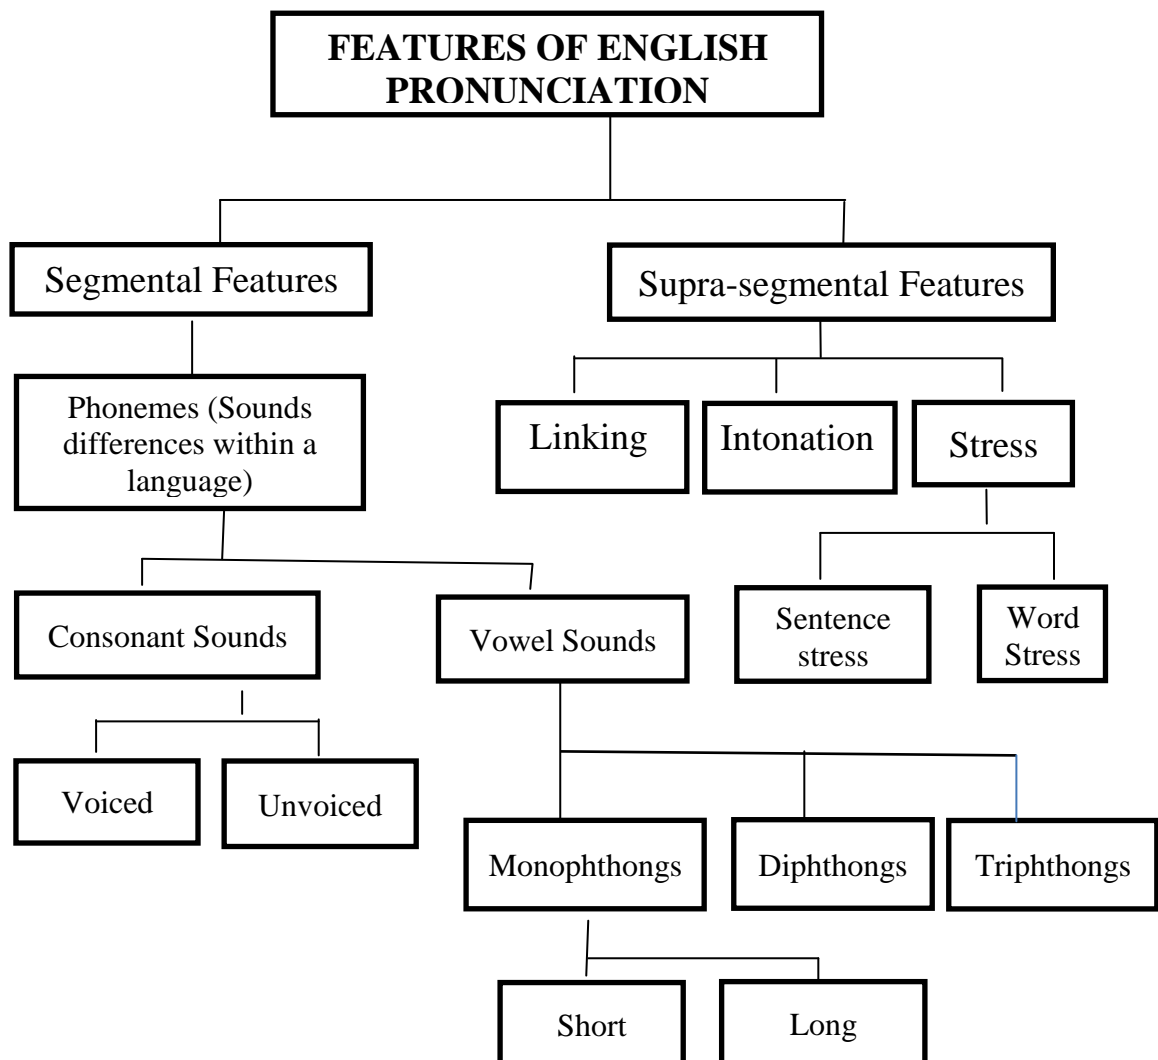 FEATURES OF ENGLISH
PRONUNCIATION
Segmental Features
Supra-segmental Features
Phonemes (Sounds
differences within a
language)
Linking
Intonation
Stress
Consonant Sounds
Vowel Sounds
Sentence
stress
Word
Stress
Voiced
Unvoiced
Monophthongs
Diphthongs
Triphthongs
Short
Long